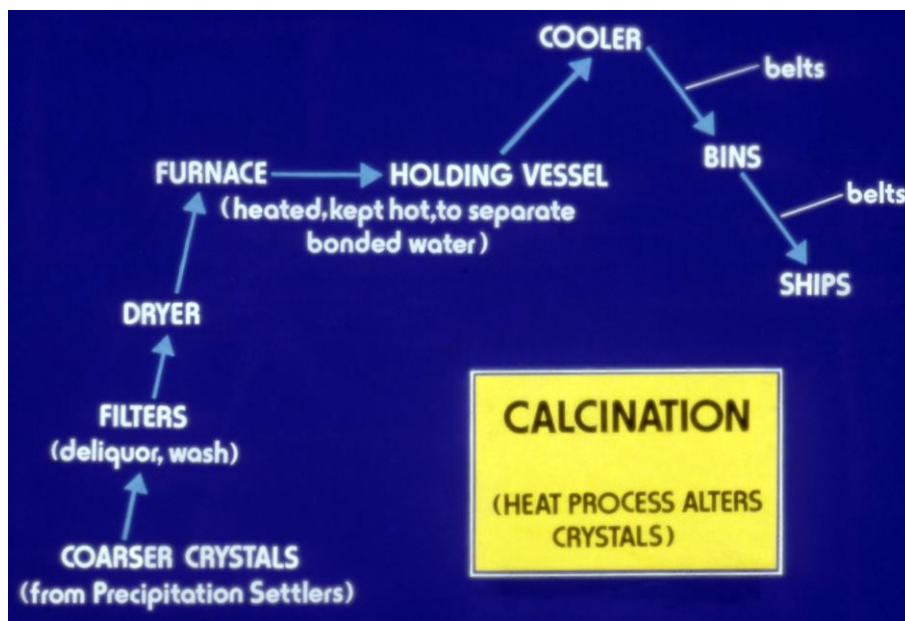 COOLER
belts
BINS
FURNACE
HOLDING VESSEL
(heated,kept hot,to separate
bonded water)
belts
SHIPS
DRYER
FILTERS
(deliquor, wash)
COARSER CRYSTALS
(from Precipitation Settlers)
CALCINATION
(HEAT PROCESS ALTERS
CRYSTALS)